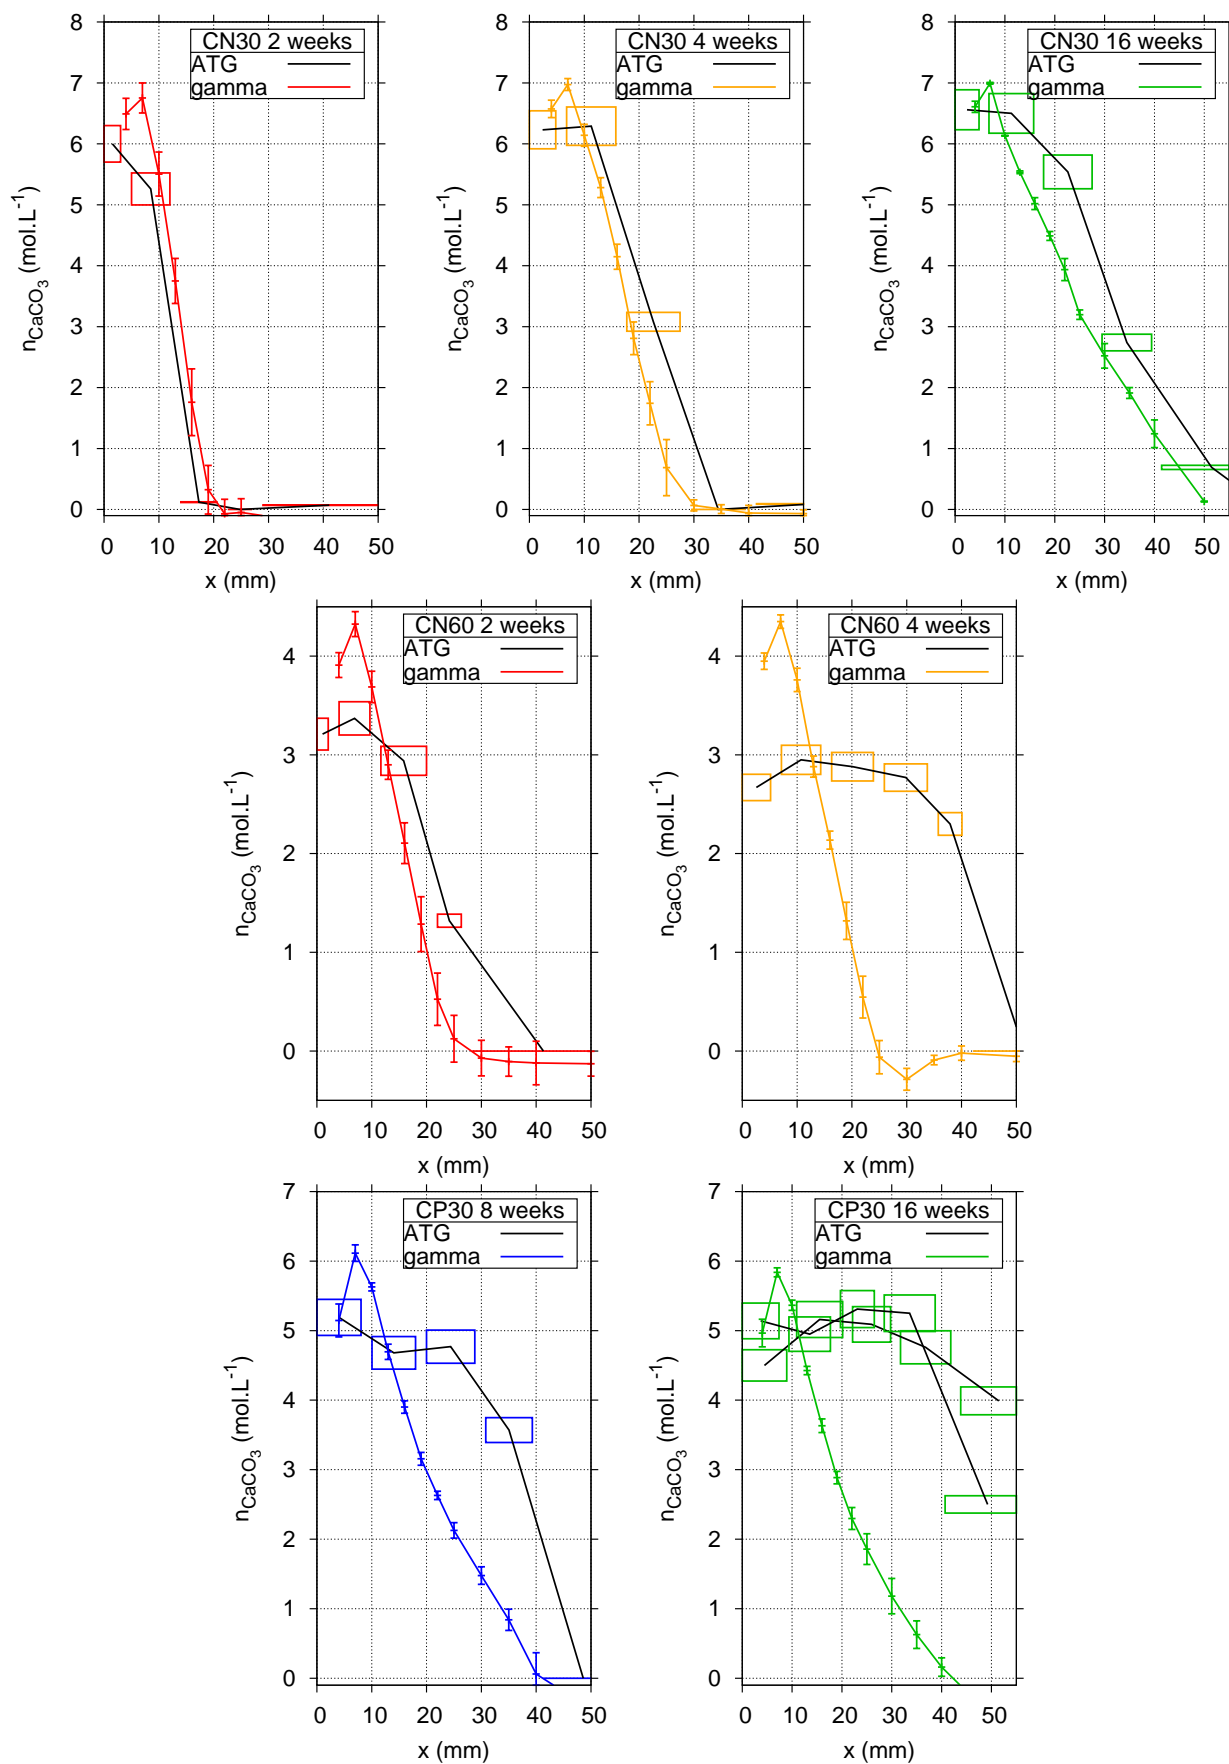 CN30 2 weeks
ATG
gamma
n_CaCO3 (mol.L^-1)
8
7
6
5
4
3
2
1
0
0 10 20 30 40 50
x (mm)
CN30 4 weeks
ATG
gamma
n_CaCO3 (mol.L^-1)
8
7
6
5
4
3
2
1
0
0 10 20 30 40 50
x (mm)
CN30 16 weeks
ATG
gamma
n_CaCO3 (mol.L^-1)
8
7
6
5
4
3
2
1
0
0 10 20 30 40 50
x (mm)
CN60 2 weeks
ATG
gamma
n_CaCO3 (mol.L^-1)
4
3
2
1
0
0 10 20 30 40 50
x (mm)
CN60 4 weeks
ATG
gamma
n_CaCO3 (mol.L^-1)
4
3
2
1
0
0 10 20 30 40 50
x (mm)
CP30 8 weeks
ATG
gamma
n_CaCO3 (mol.L^-1)
7
6
5
4
3
2
1
0
0 10 20 30 40 50
x (mm)
CP30 16 weeks
ATG
gamma
n_CaCO3 (mol.L^-1)
7
6
5
4
3
2
1
0
0 10 20 30 40 50
x (mm)